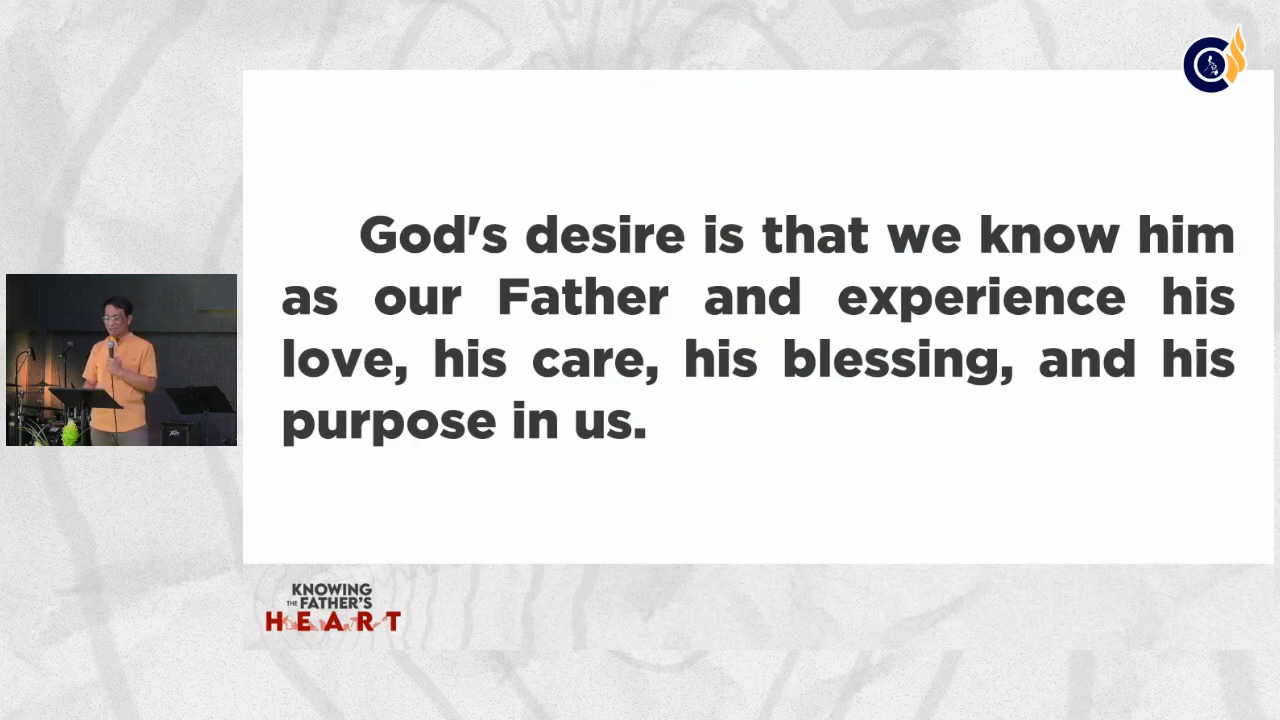 God's desire is that we know him
as our Father and experience his
love, his care, his blessing, and his
purpose in us.
KNOWING
THE FATHER'S
HEART